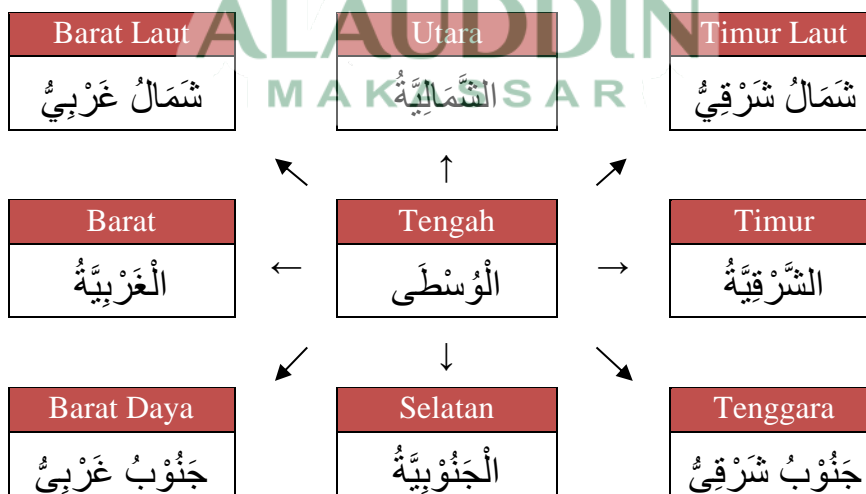 ALAUDDIN
MAKASSAR
Barat Laut
شَمَالُ غَرْبِيُّ
Utara
الشَّمَالِيَّةُ
Timur Laut
شَمَالُ شَرْقِيُّ
Barat
الْغَرْبِيَّةُ
Tengah
الْوُسْطَى
Timur
الشَّرْقِيَّةُ
Barat Daya
جَنُوْبُ غَرْبِيُّ
Selatan
الْجَنُوْبِيَّةُ
Tenggara
جَنُوْبُ شَرْقِيُّ